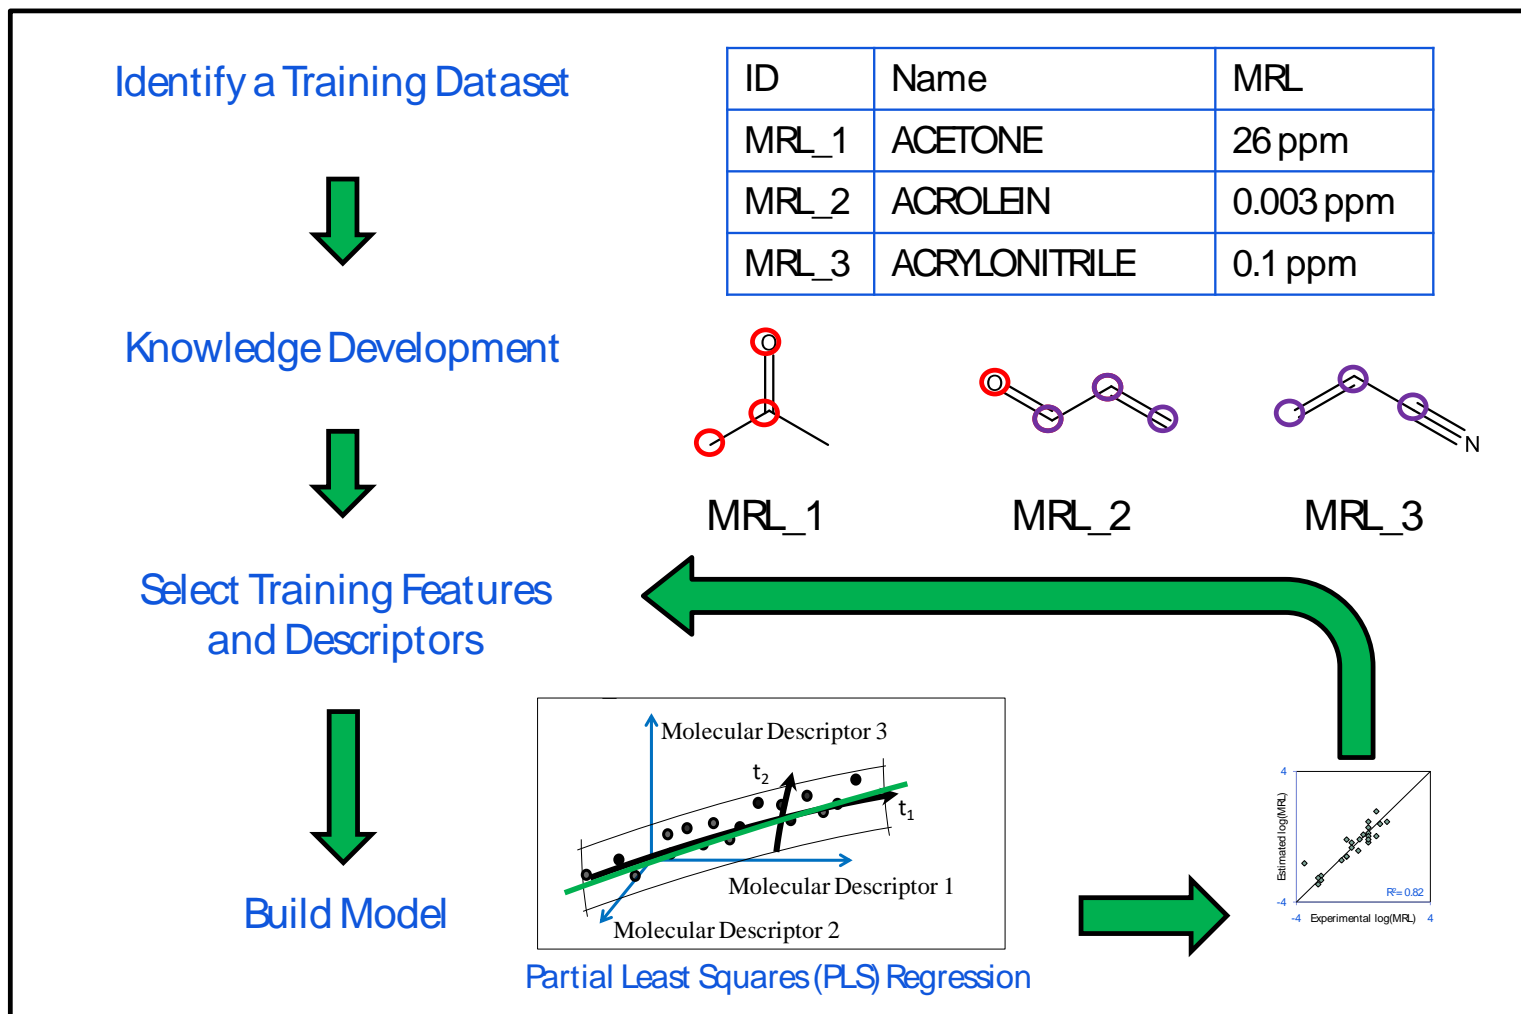 Identify a Training Dataset
ID Name MRL
MRL_1 ACETONE 26 ppm
MRL_2 ACROLEIN 0.003 ppm
MRL_3 ACRYLONITRILE 0.1 ppm
Knowledge Development
O
O
N
MRL_1 MRL_2 MRL_3
Select Training Features
and Descriptors
Molecular Descriptor 3
t2
t1
Molecular Descriptor 1
Molecular Descriptor 2
Build Model
Partial Least Squares (PLS) Regression
4
Estimated log(MRL)
R²= 0.82
-4
-4 Experimental log(MRL) 4